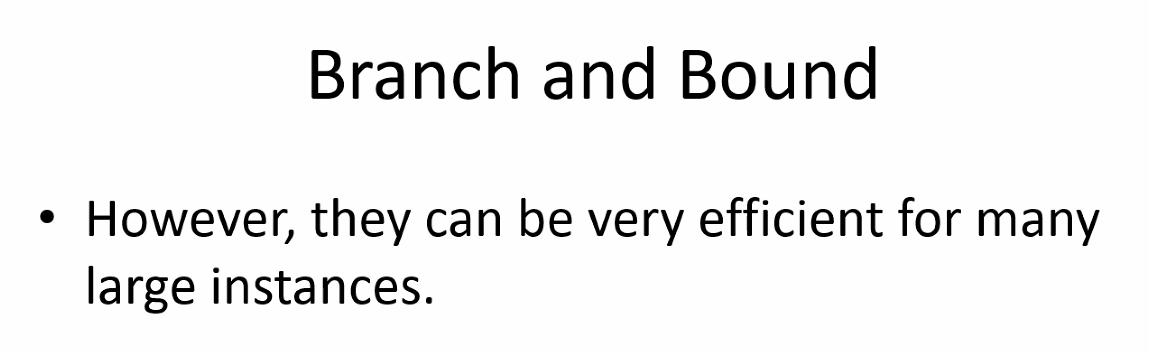 Branch and Bound
• However, they can be very efficient for many
large instances.